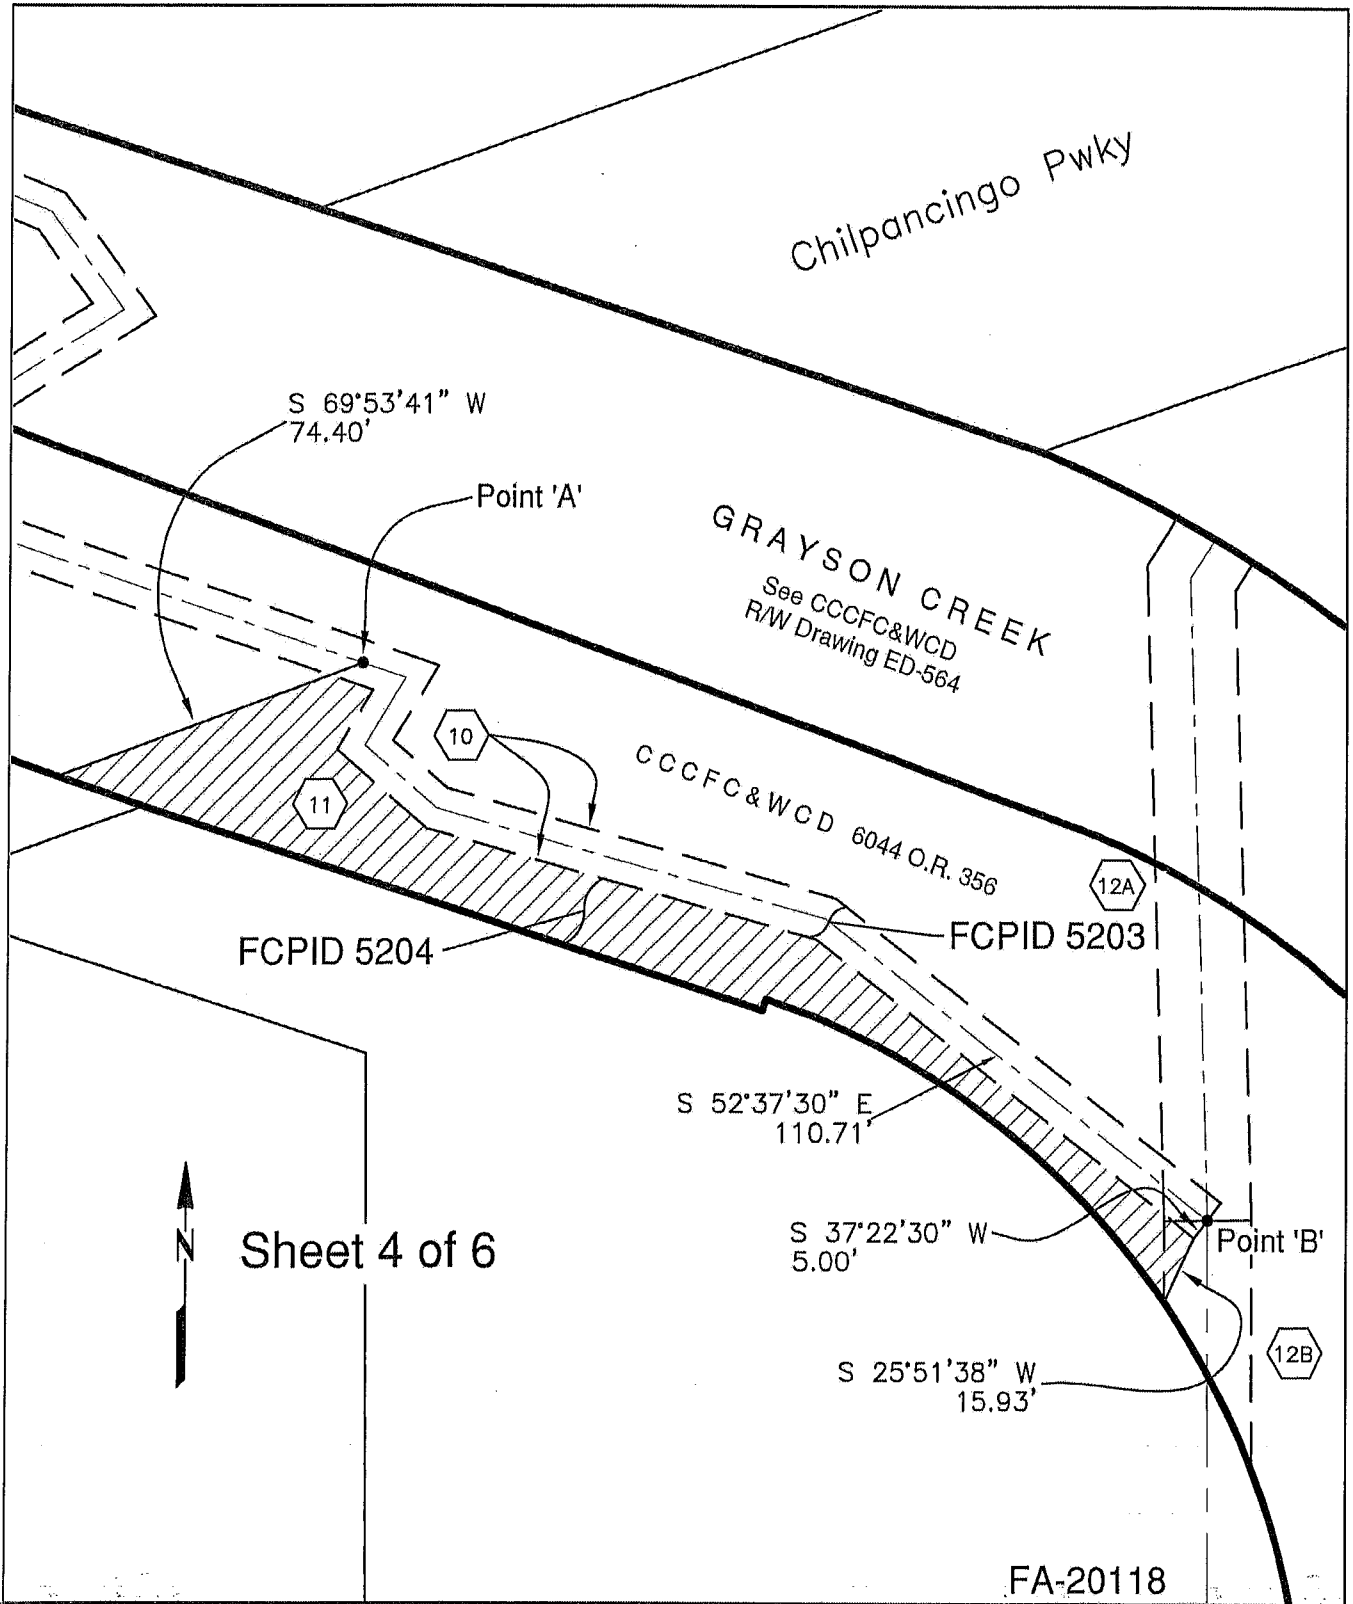 Chilpancingo Pwky
S 69°53'41" W
74.40'
Point 'A'
GRAYSON CREEK
See CCCFC&WCD
R/W Drawing ED-564
10
11
CCCFC&WCD 6044 O.R. 356
12A
FCPID 5204
FCPID 5203
S 52°37'30" E
110.71'
S 37°22'30" W
5.00'
Point 'B'
N
Sheet 4 of 6
12B
S 25°51'38" W
15.93'
FA-20118